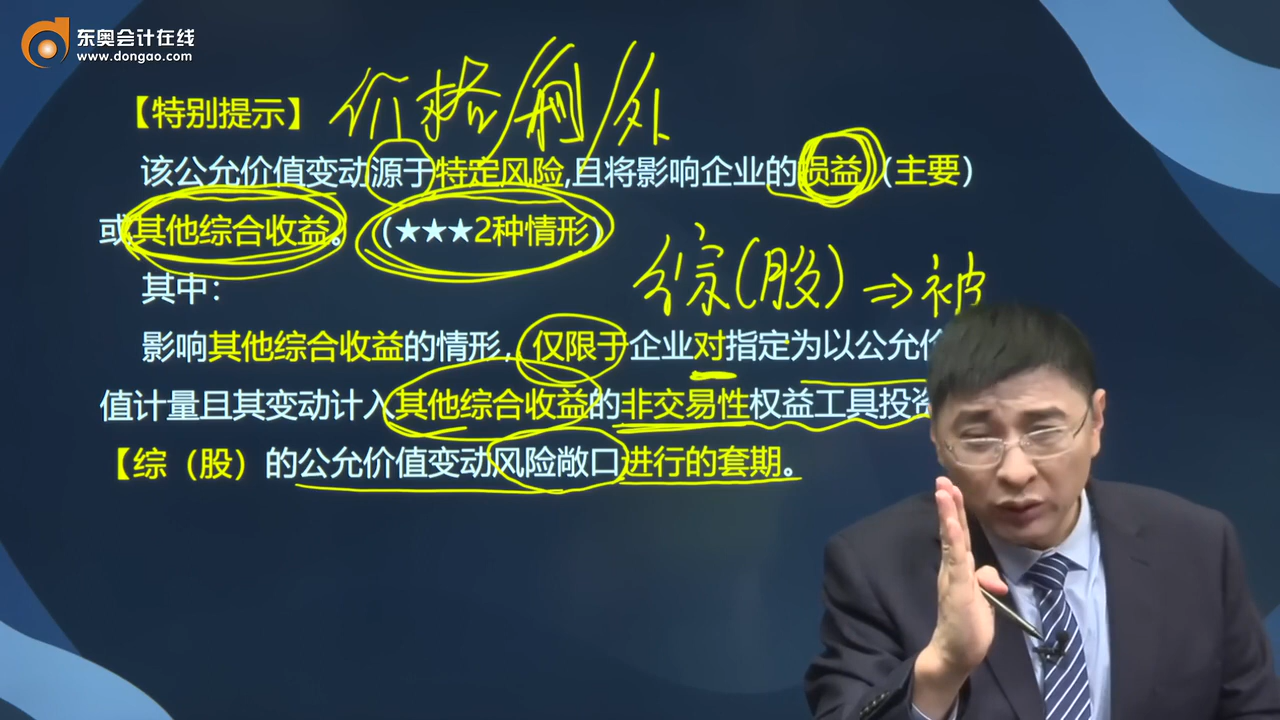 东奥会计在线
www.dongao.com
【特别提示】 价格/利/外
该公允价值变动源于特定风险,且将影响企业的损益（主要）
或其他综合收益。（★★★2种情形）
综(股)⇒被
其中：
影响其他综合收益的情形，仅限于企业对指定为以公允价
值计量且其变动计入其他综合收益的非交易性权益工具投资
【综（股）的公允价值变动风险敞口进行的套期。